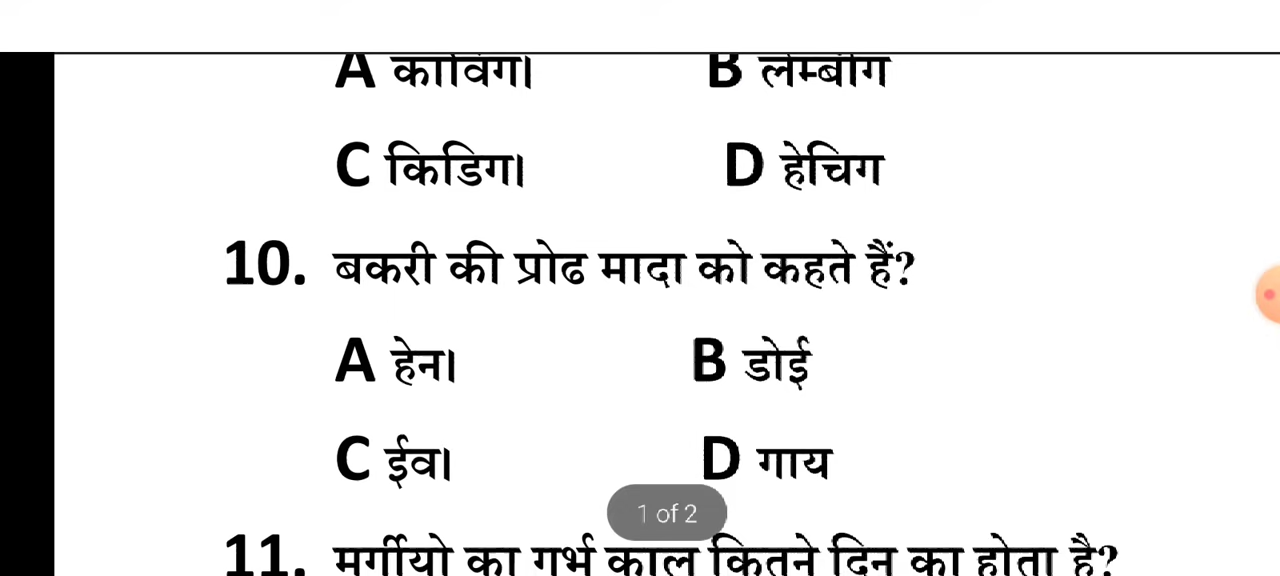 A काविंग। B लेम्बींग
C किडिग। D हेचिग
10. बकरी की प्रोढ मादा को कहते हैं?
A हेन। B डोई
C ईव। D गाय
1 of 2
11. मुर्गीयो का गर्भ काल कितने दिन का होता है?